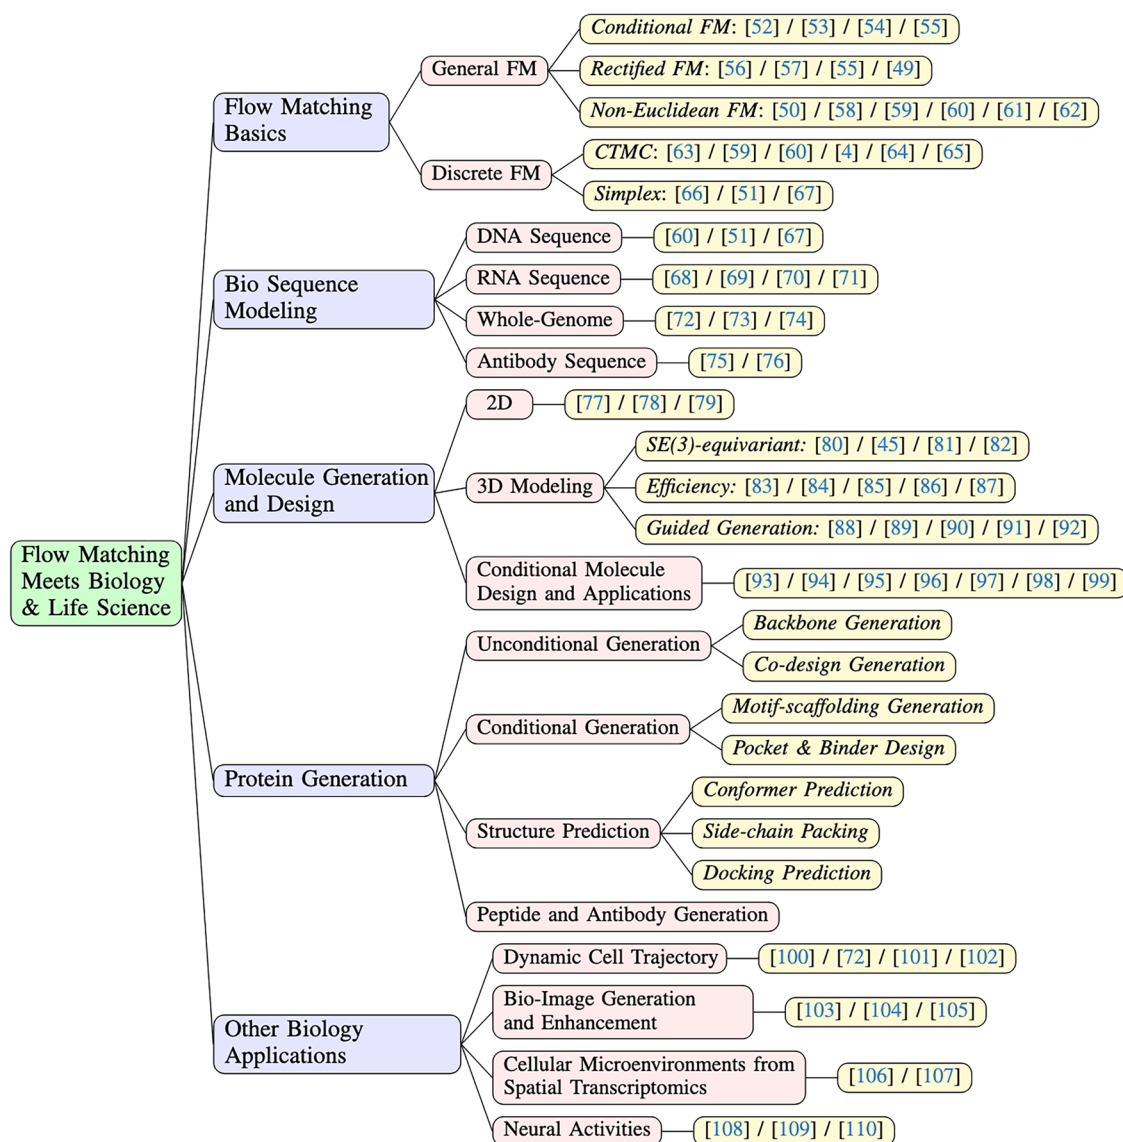 Conditional FM: [52] / [53] / [54] / [55]
General FM
Rectified FM: [56] / [57] / [55] / [49]
Flow Matching
Basics
Non-Euclidean FM: [50] / [58] / [59] / [60] / [61] / [62]
CTMC: [63] / [59] / [60] / [4] / [64] / [65]
Discrete FM
Simplex: [66] / [51] / [67]
DNA Sequence
[60] / [51] / [67]
Bio Sequence
Modeling
RNA Sequence
[68] / [69] / [70] / [71]
Whole-Genome
[72] / [73] / [74]
Antibody Sequence
[75] / [76]
2D
[77] / [78] / [79]
Molecule Generation
and Design
SE(3)-equivariant: [80] / [45] / [81] / [82]
3D Modeling
Efficiency: [83] / [84] / [85] / [86] / [87]
Guided Generation: [88] / [89] / [90] / [91] / [92]
Flow Matching
Meets Biology
& Life Science
Conditional Molecule
Design and Applications
[93] / [94] / [95] / [96] / [97] / [98] / [99]
Unconditional Generation
Backbone Generation
Co-design Generation
Conditional Generation
Motif-scaffolding Generation
Pocket & Binder Design
Protein Generation
Structure Prediction
Conformer Prediction
Side-chain Packing
Docking Prediction
Peptide and Antibody Generation
Dynamic Cell Trajectory
[100] / [72] / [101] / [102]
Other Biology
Applications
Bio-Image Generation
and Enhancement
[103] / [104] / [105]
Cellular Microenvironments from
Spatial Transcriptomics
[106] / [107]
Neural Activities
[108] / [109] / [110]